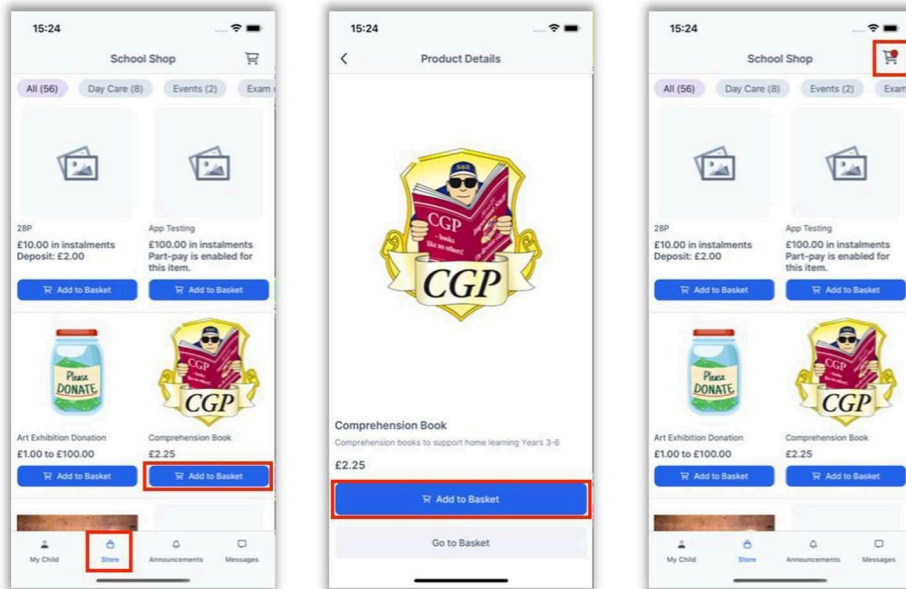 15:24
School Shop
All (56) Day Care (8) Events (2) Exam
28P
App Testing
£10.00 in instalments
Deposit: £2.00
£100.00 in instalments
Part-pay is enabled for
this item.
Add to Basket
Add to Basket
Please
DONATE
CGP
CGP
Art Exhibition Donation
Comprehension Book
£1.00 to £100.00
£2.25
Add to Basket
Add to Basket
My Child Store Announcements Messages
15:24
Product Details
CGP
- books
like no other!
CGP
Comprehension Book
Comprehension books to support home learning Years 3-6
£2.25
Add to Basket
Go to Basket
15:24
School Shop
All (56) Day Care (8) Events (2) Exam
28P
App Testing
£10.00 in instalments
Deposit: £2.00
£100.00 in instalments
Part-pay is enabled for
this item.
Add to Basket
Add to Basket
Please
DONATE
CGP
CGP
Art Exhibition Donation
Comprehension Book
£1.00 to £100.00
£2.25
Add to Basket
Add to Basket
My Child Store Announcements Messages